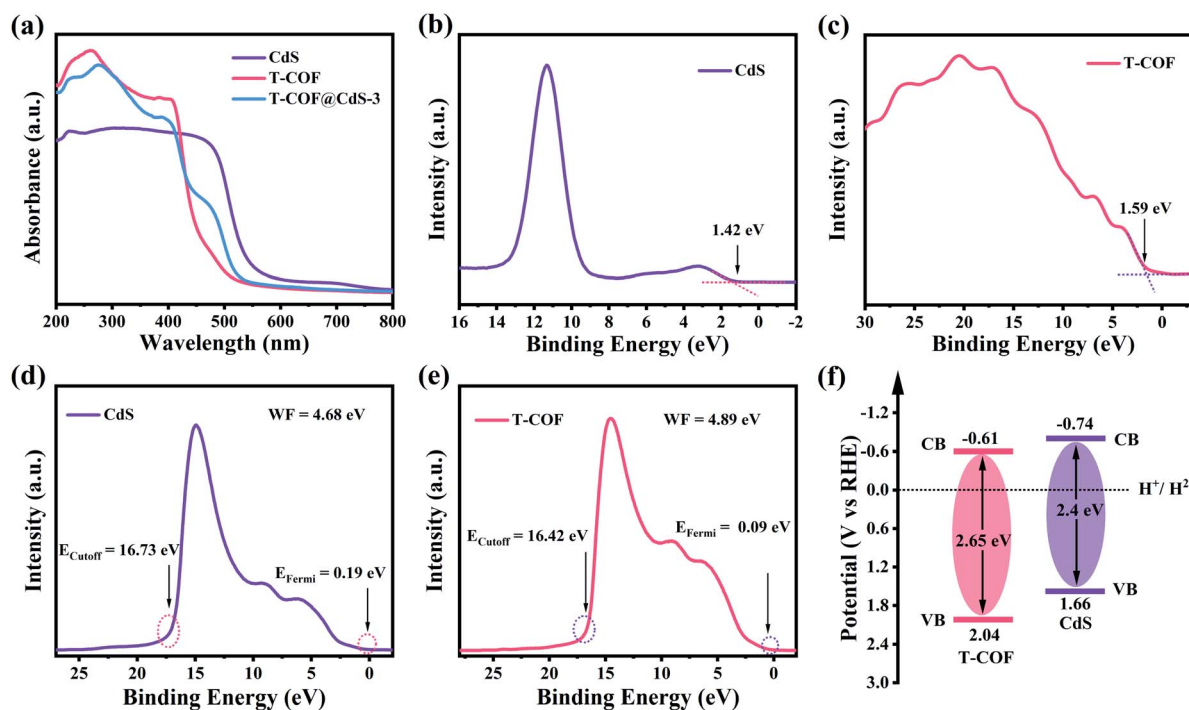 (a)
CdS
T-COF
T-COF@CdS-3
Absorbance (a.u.)
200 300 400 500 600 700 800
Wavelength (nm)
(b)
CdS
1.42 eV
Intensity (a.u.)
16 14 12 10 8 6 4 2 0 -2
Binding Energy (eV)
(c)
T-COF
1.59 eV
Intensity (a.u.)
30 25 20 15 10 5 0
Binding Energy (eV)
(d)
CdS
WF = 4.68 eV
E_Cutoff = 16.73 eV
E_Fermi = 0.19 eV
Intensity (a.u.)
25 20 15 10 5 0
Binding Energy (eV)
(e)
T-COF
WF = 4.89 eV
E_Cutoff = 16.42 eV
E_Fermi = 0.09 eV
Intensity (a.u.)
25 20 15 10 5 0
Binding Energy (eV)
(f)
Potential (V vs RHE)
-1.2
-0.6
0.0
0.6
1.2
1.8
2.4
3.0
-0.61
-0.74
CB
CB
H⁺/ H²
2.65 eV
2.4 eV
VB
VB
2.04
T-COF
1.66
CdS